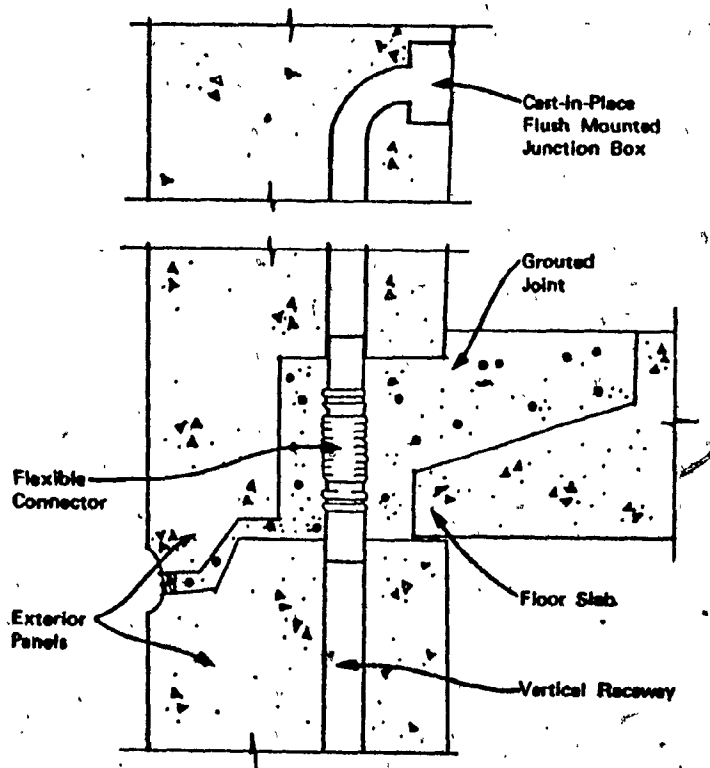 Cast-in-Place
Flush Mounted
Junction Box
Grouted
Joint
Flexible
Connector
Floor Slab
Exterior
Panels
Vertical Raceway